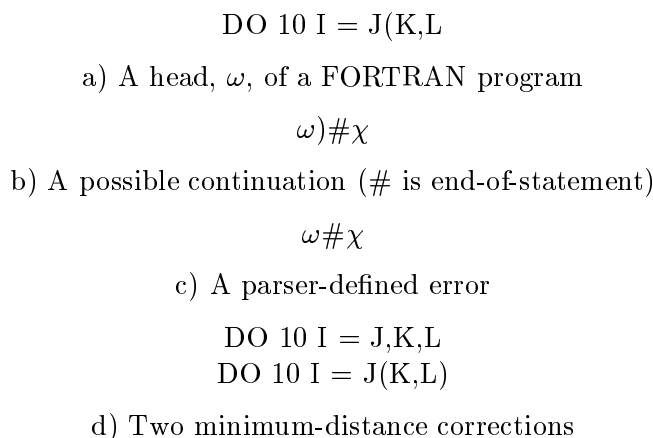 DO 10 I = J(K,L
a) A head, ω, of a FORTRAN program
ω)#χ
b) A possible continuation (# is end-of-statement)
ω#χ
c) A parser-defined error
DO 10 I = J,K,L
DO 10 I = J(K,L)
d) Two minimum-distance corrections